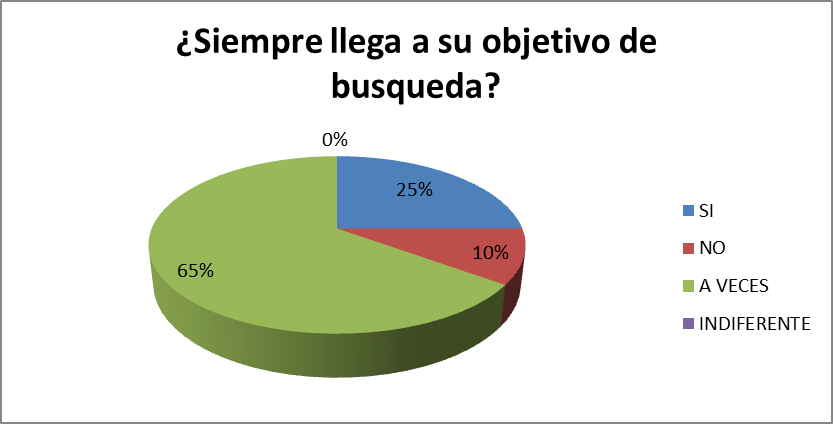 ¿Siempre llega a su objetivo de
busqueda?
0%
25%
10%
65%
SI
NO
A VECES
INDIFERENTE